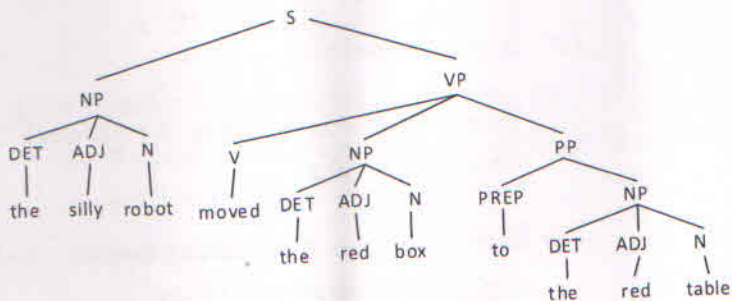 S
NP VP
DET ADJ N V NP PP
the silly robot moved DET ADJ N PREP NP
the red box to DET ADJ N
the red table